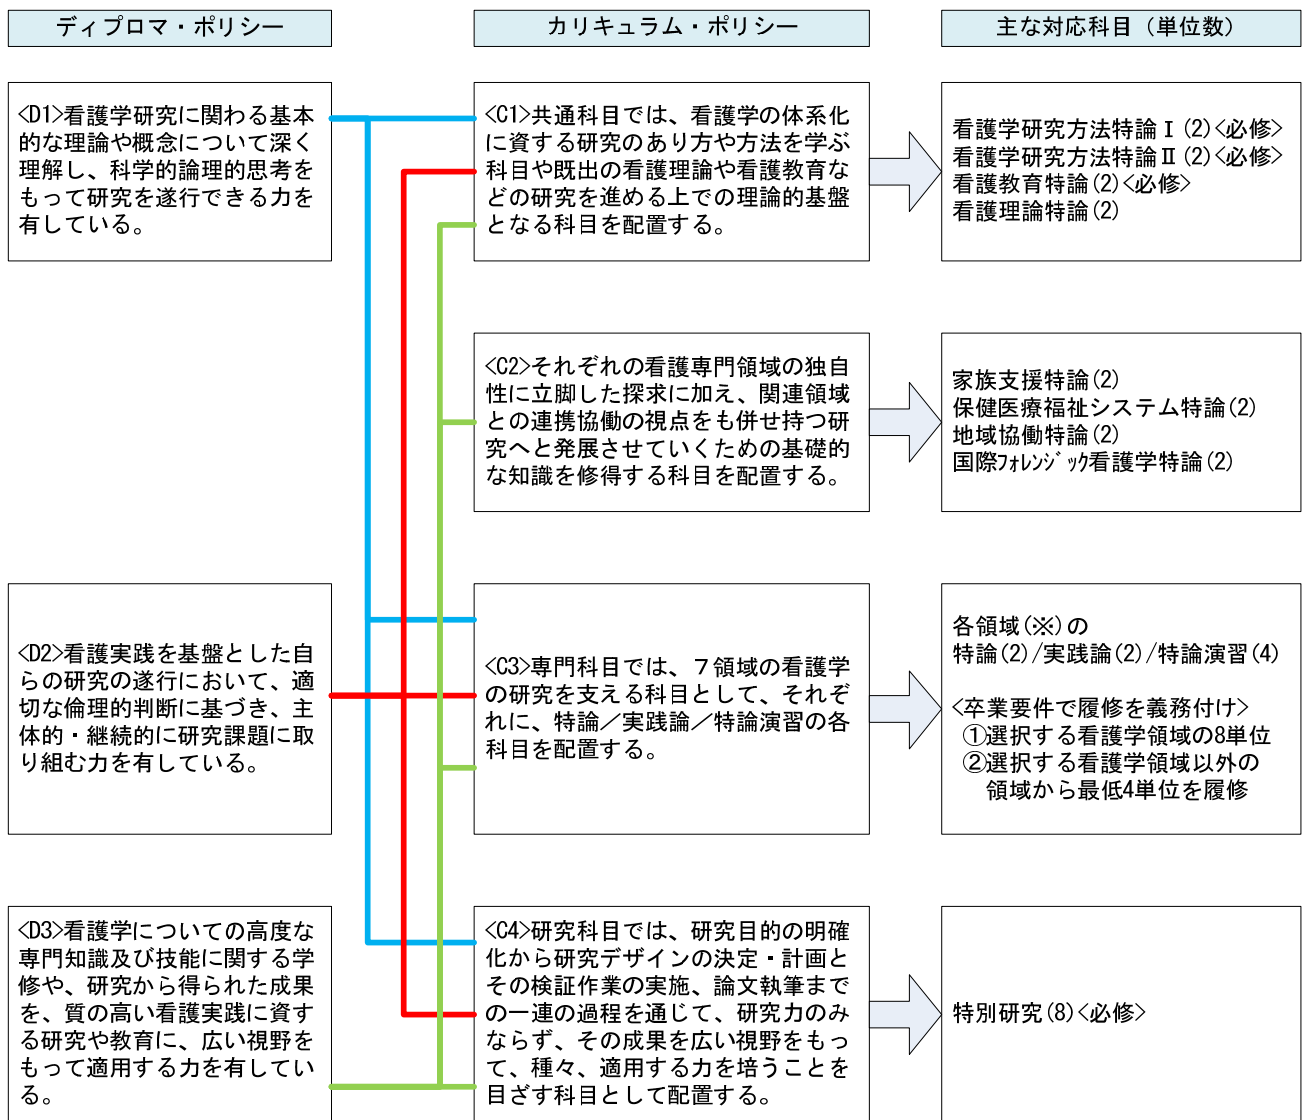 ディプロマ・ポリシー
カリキュラム・ポリシー
主な対応科目（単位数）
<D1>看護学研究に関わる基本
的な理論や概念について深く
理解し、科学的論理的思考を
もって研究を遂行できる力を
有している。
<C1>共通科目では、看護学の体系化
に資する研究のあり方や方法を学ぶ
科目や既出の看護理論や看護教育な
どの研究を進める上での理論的基盤
となる科目を配置する。
看護学研究方法特論Ⅰ(2)<必修>
看護学研究方法特論Ⅱ(2)<必修>
看護教育特論(2)<必修>
看護理論特論(2)
<C2>それぞれの看護専門領域の独自
性に立脚した探求に加え、関連領域
との連携協働の視点をも併せ持つ研
究へと発展させていくための基礎的
な知識を修得する科目を配置する。
家族支援特論(2)
保健医療福祉システム特論(2)
地域協働特論(2)
国際ﾌｫﾚﾝｼﾞｯｸ看護学特論(2)
<D2>看護実践を基盤とした自
らの研究の遂行において、適
切な倫理的判断に基づき、主
体的・継続的に研究課題に取
り組む力を有している。
<C3>専門科目では、７領域の看護学
の研究を支える科目として、それぞ
れに、特論／実践論／特論演習の各
科目を配置する。
各領域(※)の
特論(2)/実践論(2)/特論演習(4)
<卒業要件で履修を義務付け>
①選択する看護学領域の8単位
②選択する看護学領域以外の
領域から最低4単位を履修
<D3>看護学についての高度な
専門知識及び技能に関する学
修や、研究から得られた成果
を、質の高い看護実践に資す
る研究や教育に、広い視野を
もって適用する力を有してい
る。
<C4>研究科目では、研究目的の明確
化から研究デザインの決定・計画と
その検証作業の実施、論文執筆まで
の一連の過程を通じて、研究力のみ
ならず、その成果を広い視野をもっ
て、種々、適用する力を培うことを
目ざす科目として配置する。
特別研究(8)<必修>